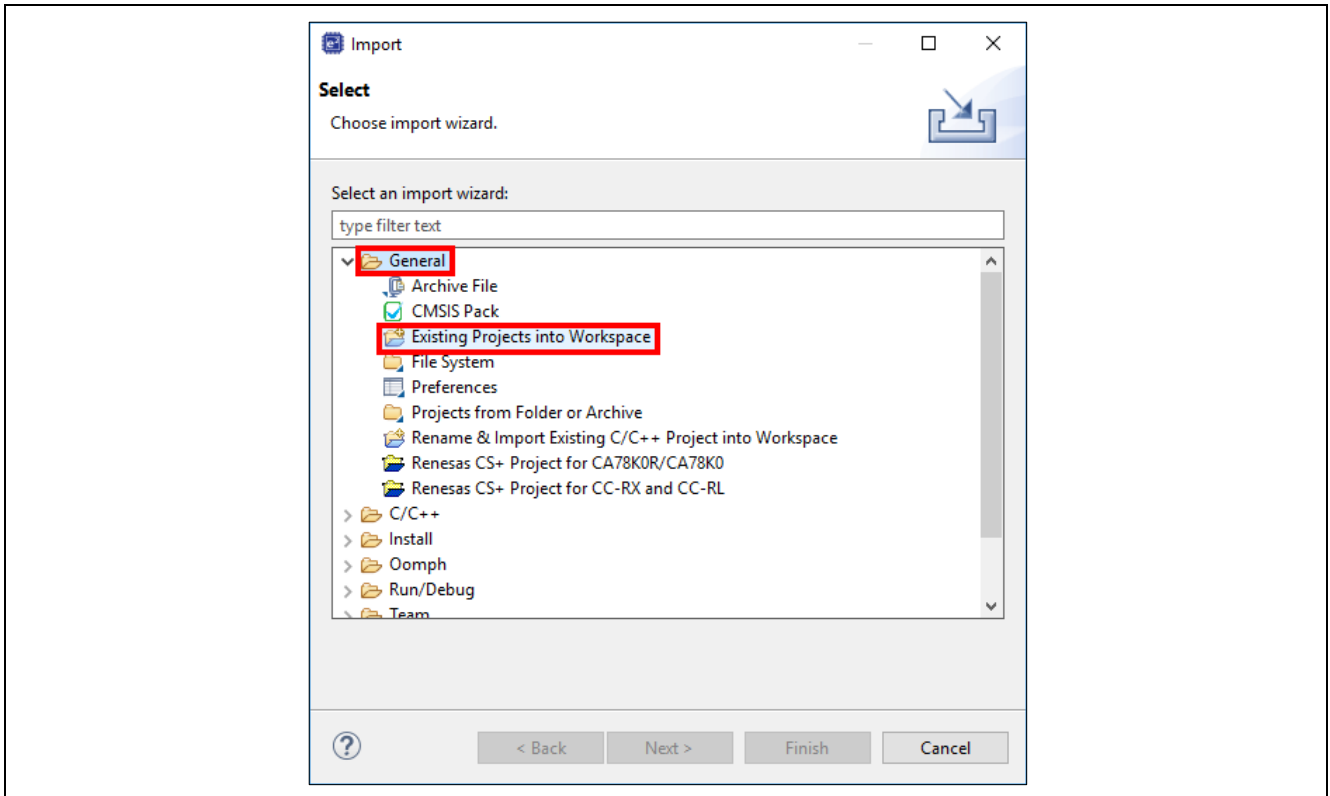 Import
Select
Choose import wizard.
Select an import wizard:
type filter text
General
Archive File
CMSIS Pack
Existing Projects into Workspace
File System
Preferences
Projects from Folder or Archive
Rename & Import Existing C/C++ Project into Workspace
Renesas CS+ Project for CA78K0R/CA78K0
Renesas CS+ Project for CC-RX and CC-RL
C/C++
Install
Oomph
Run/Debug
Team
< Back Next > Finish Cancel